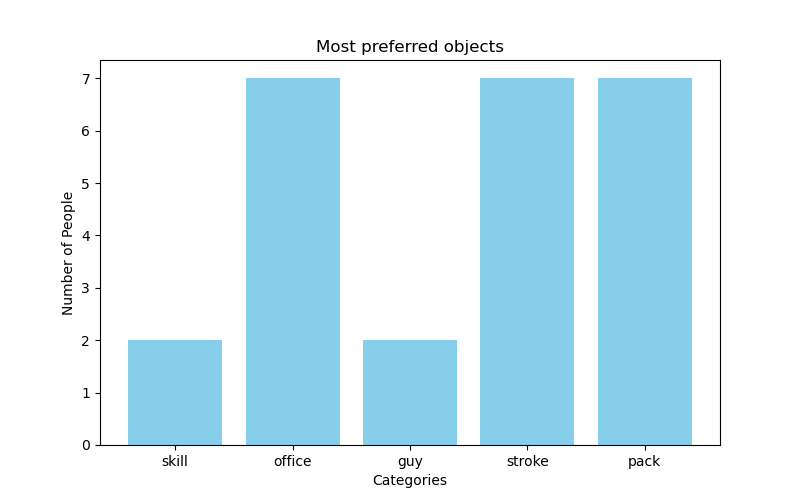 Most preferred objects
7
6
5
4
3
2
1
0
Number of People
skill office guy stroke pack
Categories